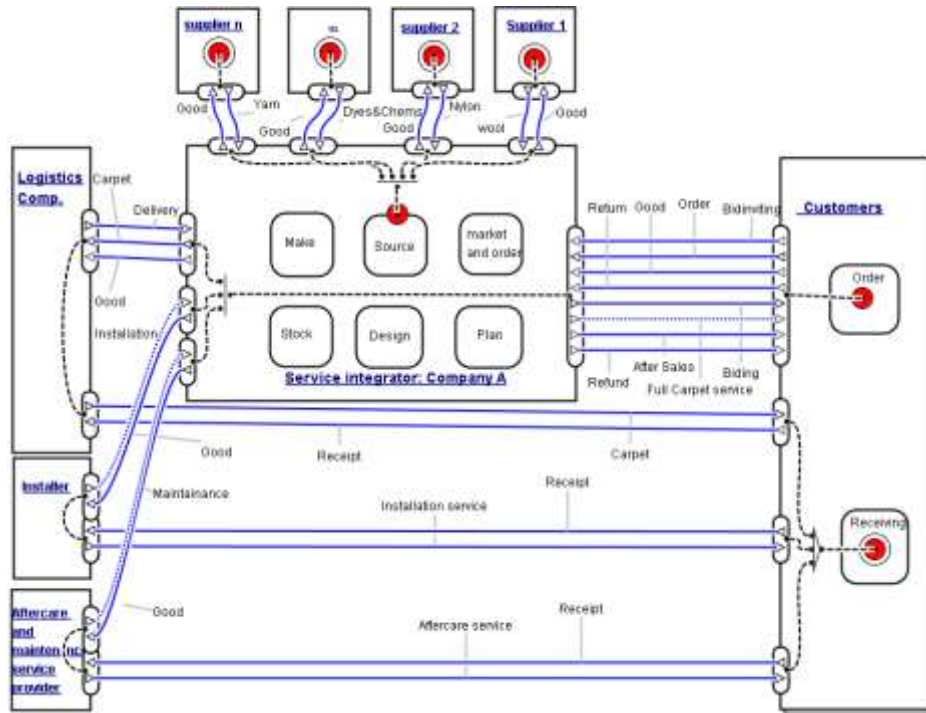 supplier n
supplier 2
Supplier 1
Good
Yarn
Good
Dyes&Chems
Good
Nylon
wool
Good
Logistics
Comp.
Carpet
Delivery
Good
Installation
Make
Source
market
and order
Stock
Design
Plan
Service integrator: Company A
Return
Good
Order
Bidinviting
Customers
Order
Refund
After Sales
Full Carpet service
Biding
Good
Receipt
Carpet
Installer
Maintainance
Installation service
Receipt
Receiving
Good
Aftercare
and
maintenenc
service
provider
Aftercare service
Receipt